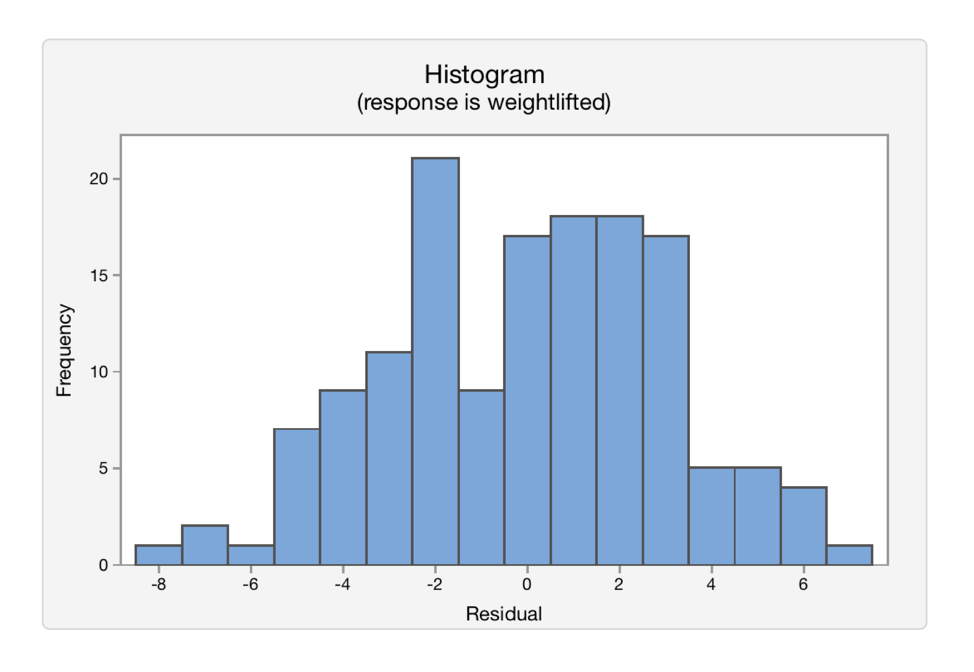 Histogram
(response is weightlifted)
20
15
10
5
0
Frequency
-8 -6 -4 -2 0 2 4 6
Residual